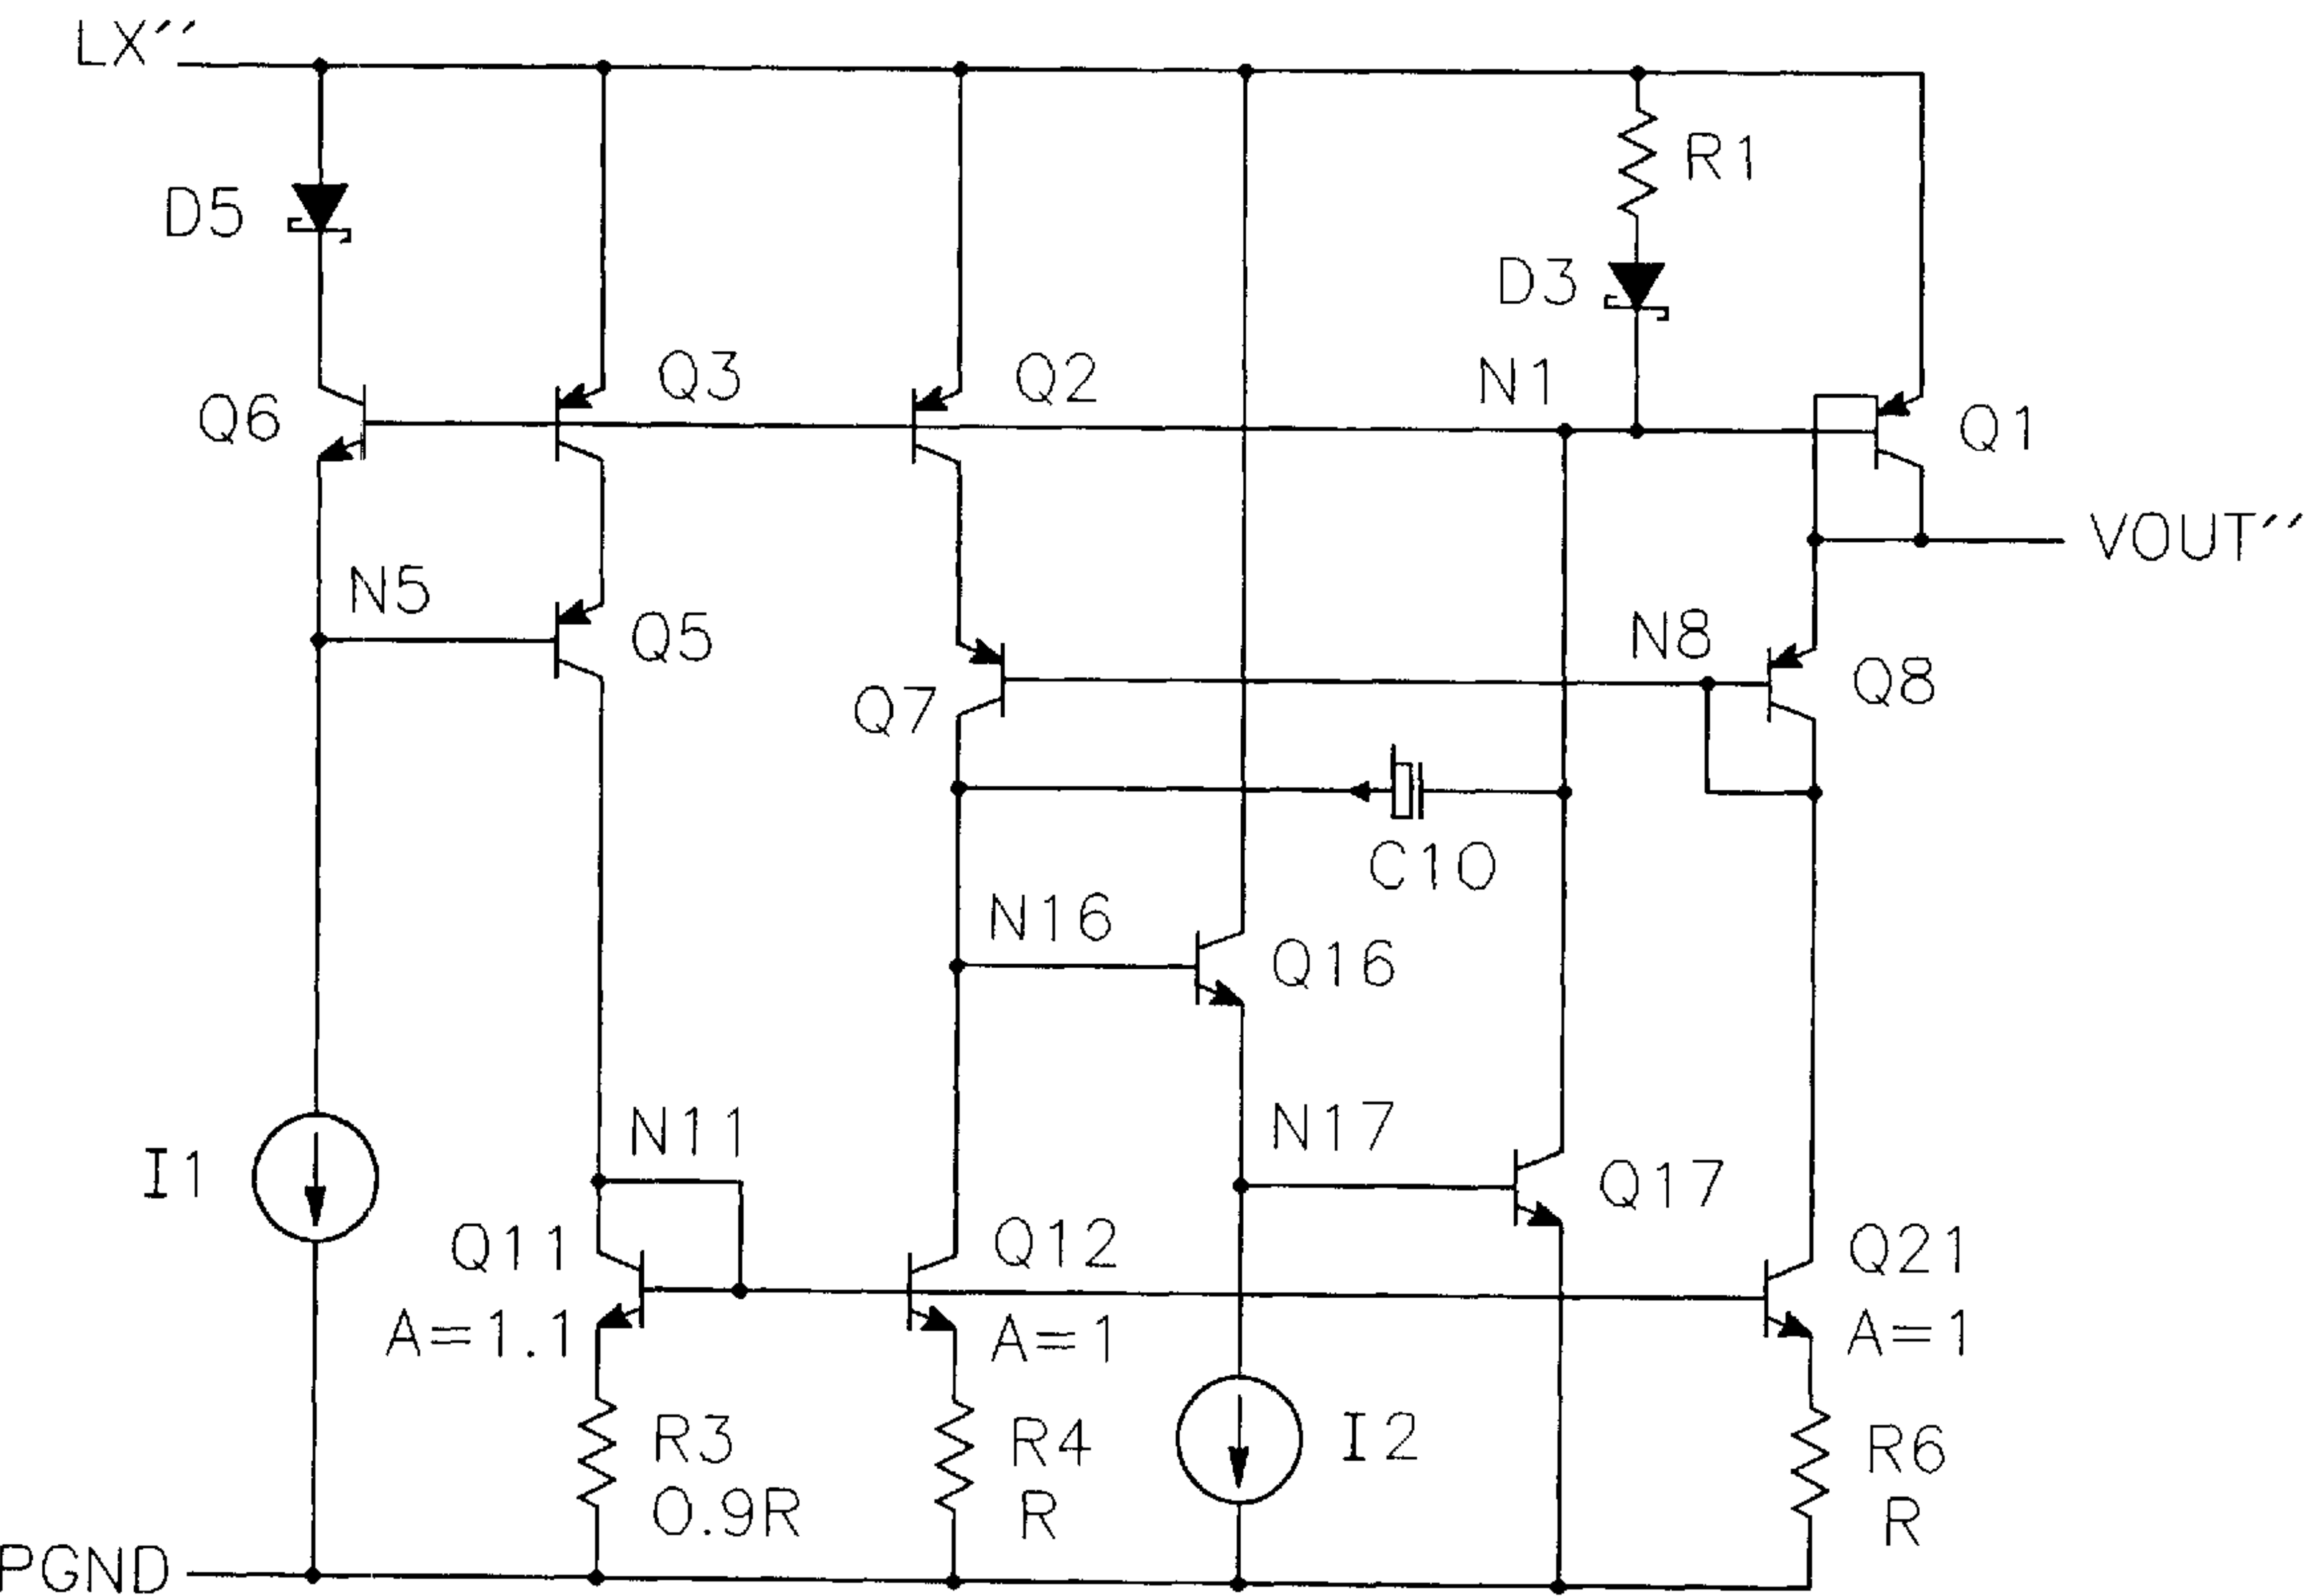 LX″
R1
D5
D3
Q3
Q2
N1
Q6
Q1
VOUT″
N5
Q5
N8
Q8
Q7
C10
N16
Q16
N11
N17
I1
Q17
Q11
Q12
Q21
A=1.1
A=1
A=1
R3
0.9R
R4
R
I2
R6
R
PGND